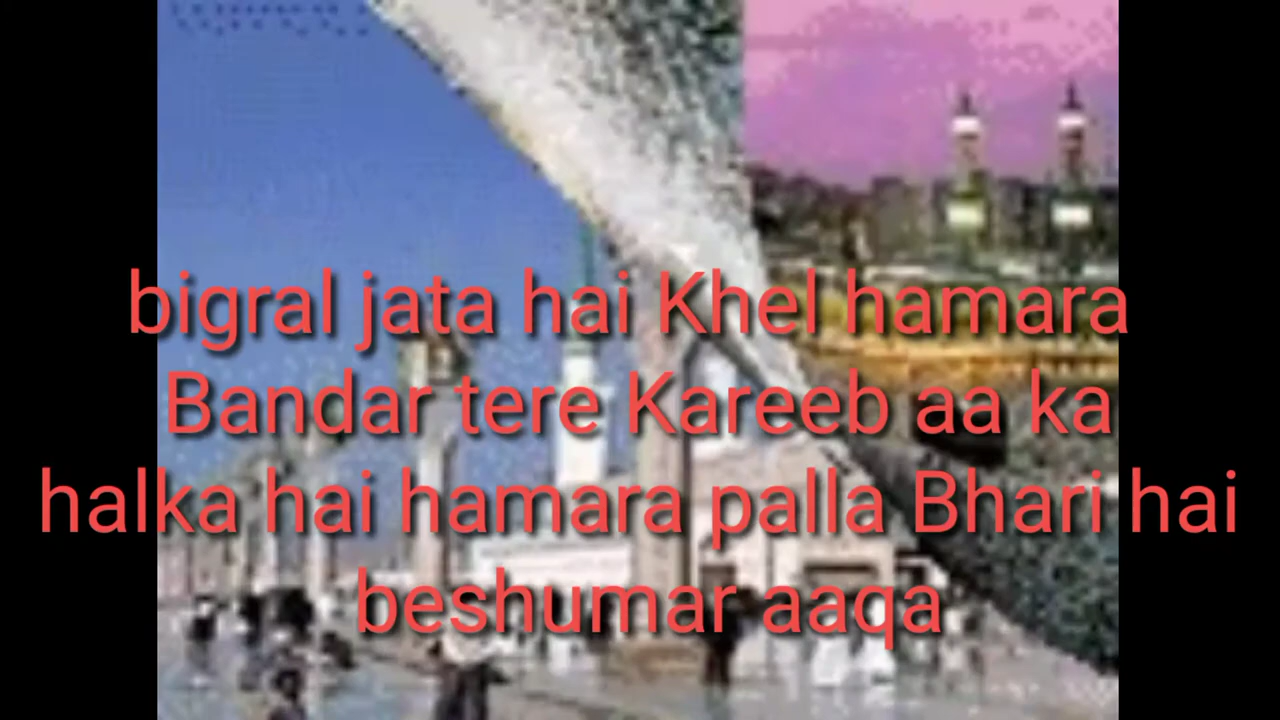 bigral jata hai Khel hamara
Bandar tere Kareeb aa ka
halka hai hamara palla Bhari hai
beshumar aaqa